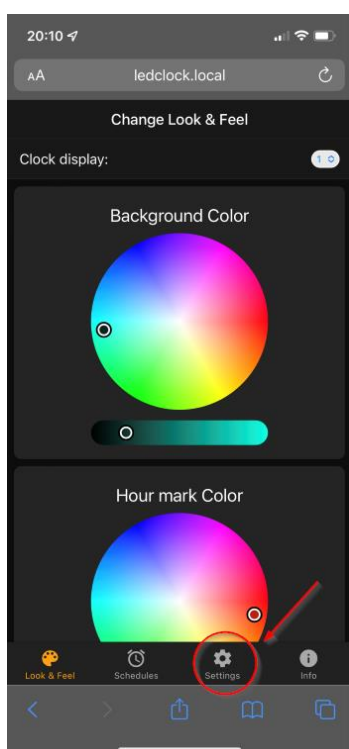 20:10
AA ledclock.local
Change Look & Feel
Clock display: 1
Background Color
Hour mark Color
Look & Feel Schedules Settings Info